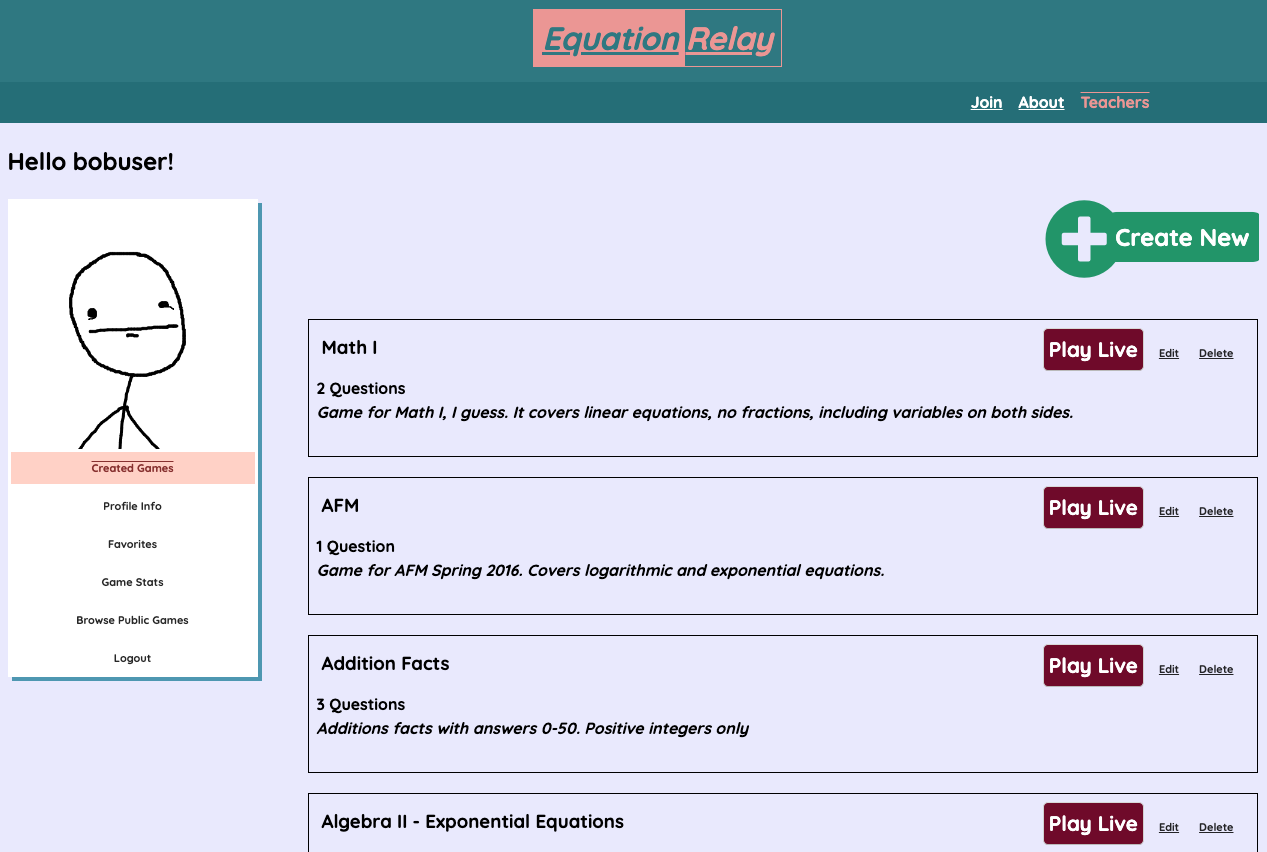 Equation Relay
Join About Teachers
Hello bobuser!
Create New
Created Games
Profile Info
Favorites
Game Stats
Browse Public Games
Logout
Math I Play Live Edit Delete
2 Questions
Game for Math I, I guess. It covers linear equations, no fractions, including variables on both sides.
AFM Play Live Edit Delete
1 Question
Game for AFM Spring 2016. Covers logarithmic and exponential equations.
Addition Facts Play Live Edit Delete
3 Questions
Additions facts with answers 0-50. Positive integers only
Algebra II - Exponential Equations Play Live Edit Delete